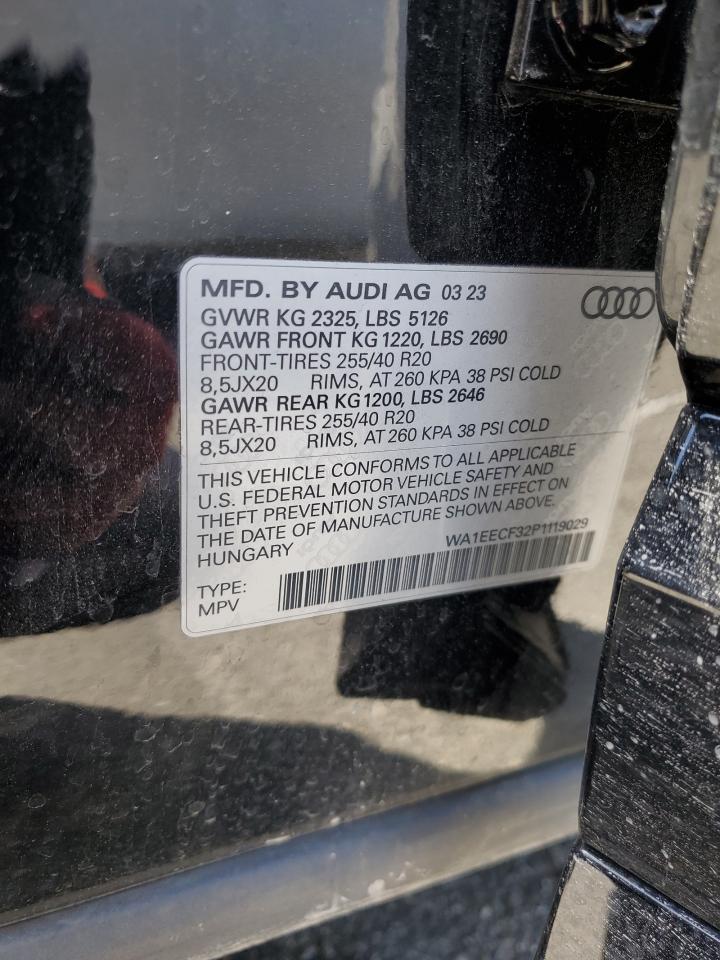 MFD. BY AUDI AG 03 23
GVWR KG 2325, LBS 5126
GAWR FRONT KG 1220, LBS 2690
FRONT-TIRES 255/40 R20
8,5JX20 RIMS, AT 260 KPA 38 PSI COLD
GAWR REAR KG 1200, LBS 2646
REAR-TIRES 255/40 R20
8,5JX20 RIMS, AT 260 KPA 38 PSI COLD
THIS VEHICLE CONFORMS TO ALL APPLICABLE
U.S. FEDERAL MOTOR VEHICLE SAFETY AND
THEFT PREVENTION STANDARDS IN EFFECT ON
THE DATE OF MANUFACTURE SHOWN ABOVE.
HUNGARY
WA1EECF32P1119029
TYPE:
MPV